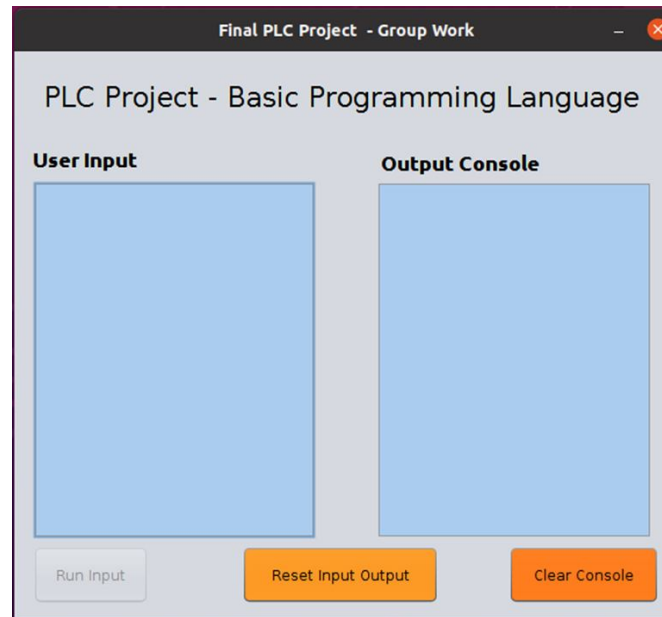 Final PLC Project - Group Work
PLC Project - Basic Programming Language
User Input
Output Console
Run Input
Reset Input Output
Clear Console